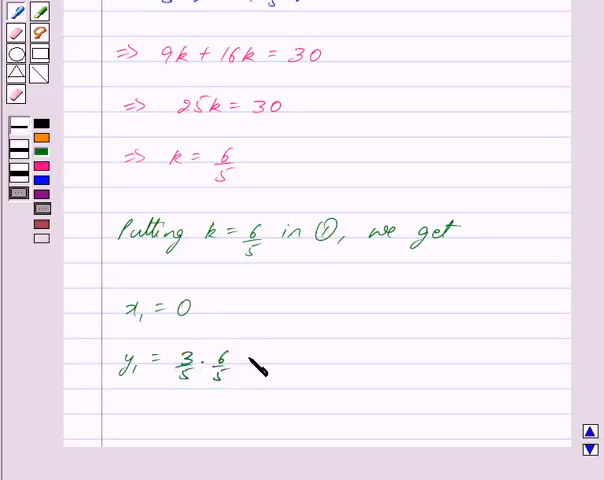 ⇒ 9k + 16k = 30
⇒ 25k = 30
⇒ k = 6/5
Putting k = 6/5 in ①, we get
x₁ = 0
y₁ = 3/5 · 6/5